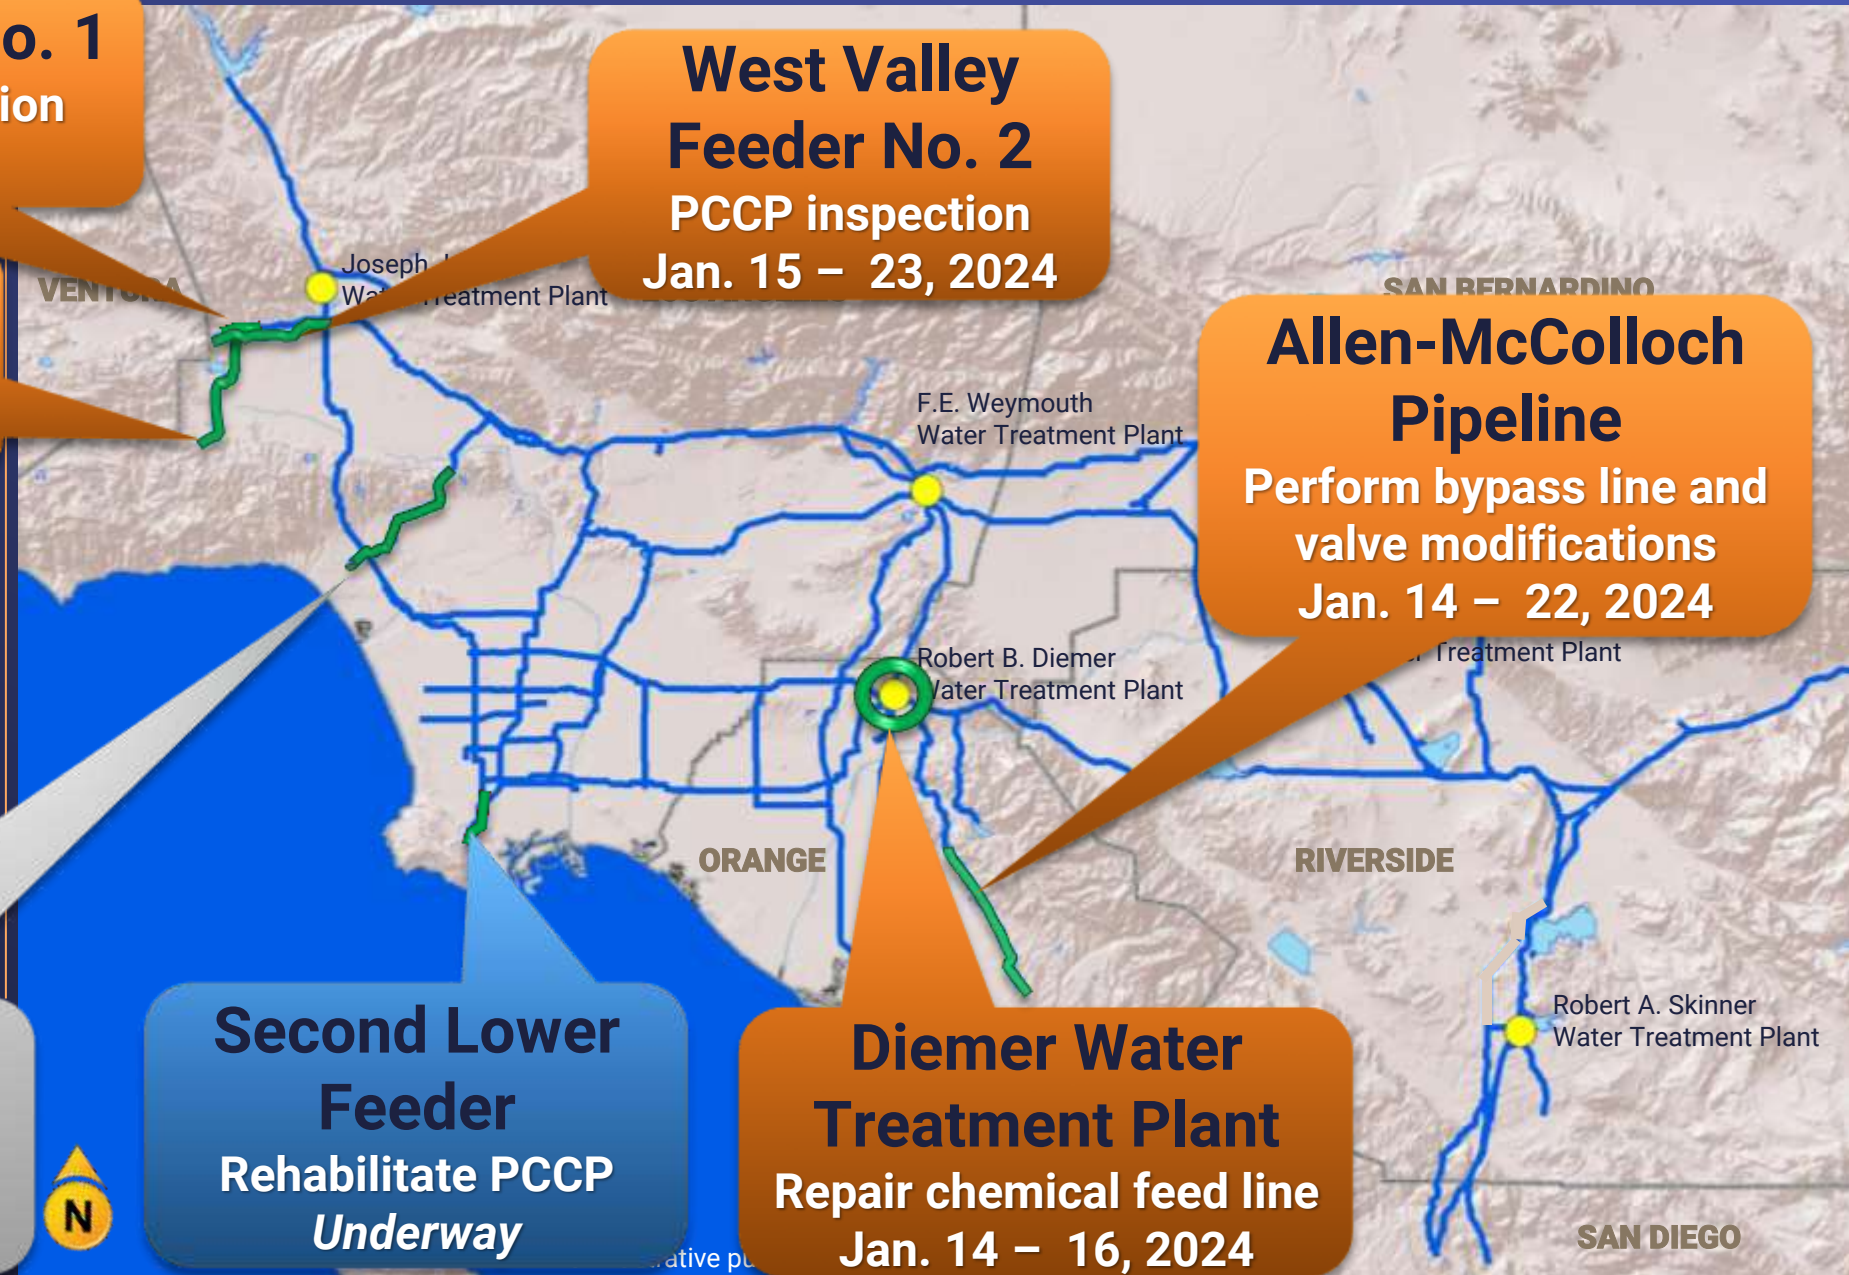 o. 1
ion
West Valley
Feeder No. 2
PCCP inspection
Jan. 15 – 23, 2024
VENTURA
Joseph
Water Treatment Plant
SAN BERNARDINO
Allen-McColloch
Pipeline
Perform bypass line and
valve modifications
Jan. 14 – 22, 2024
F.E. Weymouth
Water Treatment Plant
Robert B. Diemer
Water Treatment Plant
Treatment Plant
ORANGE
RIVERSIDE
Robert A. Skinner
Water Treatment Plant
Second Lower
Feeder
Rehabilitate PCCP
Underway
Diemer Water
Treatment Plant
Repair chemical feed line
Jan. 14 – 16, 2024
N
SAN DIEGO